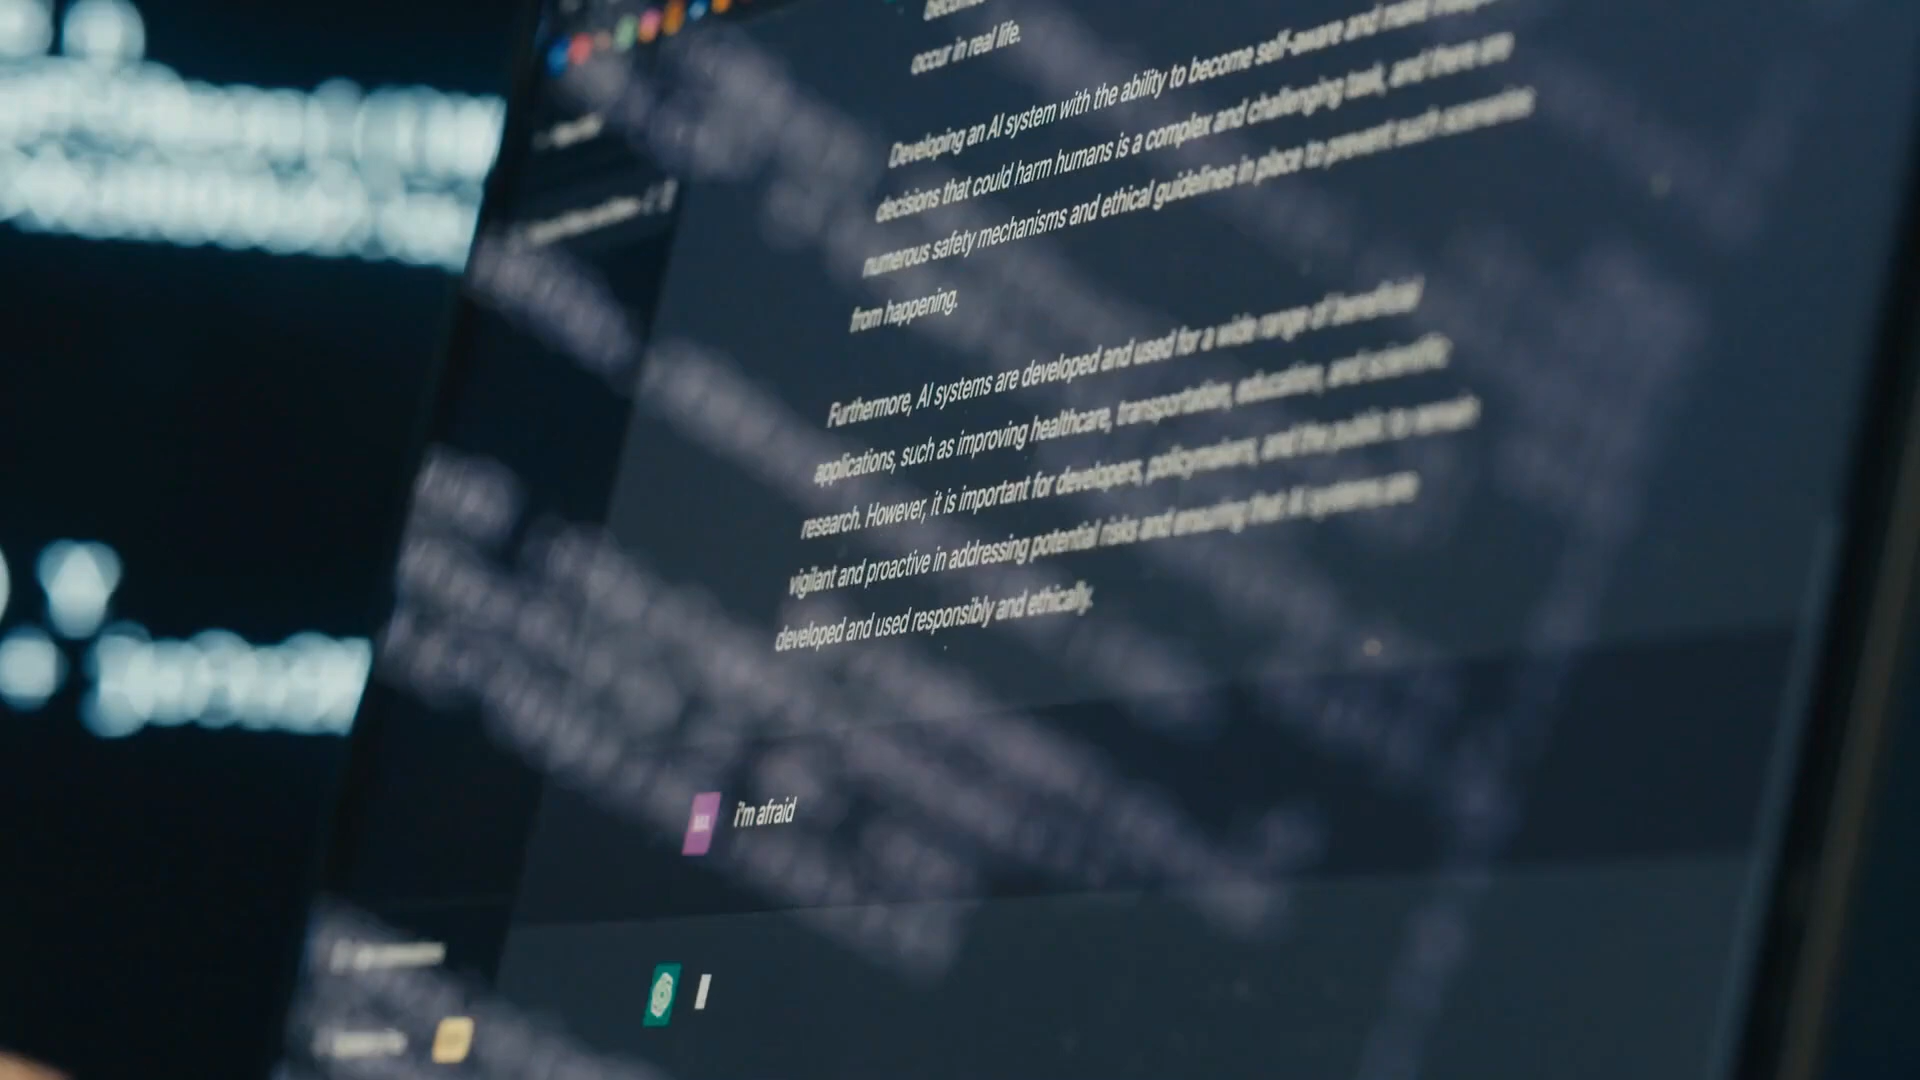 occur in real life.
Developing an AI system with the ability to become self-aware and make
decisions that could harm humans is a complex and challenging task, and there are
numerous safety mechanisms and ethical guidelines in place to prevent such scenarios
from happening.
Furthermore, AI systems are developed and used for a wide range of beneficial
applications, such as improving healthcare, transportation, education, and scientific
research. However, it is important for developers, policymakers, and the public to remain
vigilant and proactive in addressing potential risks and ensuring that AI systems are
developed and used responsibly and ethically.
i'm afraid